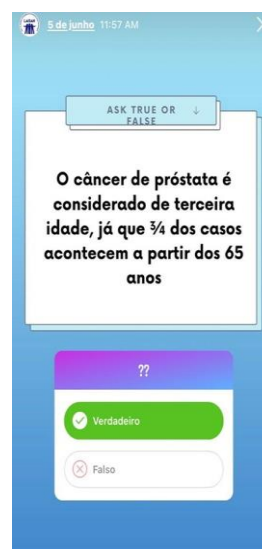 5 de junho 11:57 AM
ASK TRUE OR
FALSE
O câncer de próstata é
considerado de terceira
idade, já que ¾ dos casos
acontecem a partir dos 65
anos
??
Verdadeiro
Falso